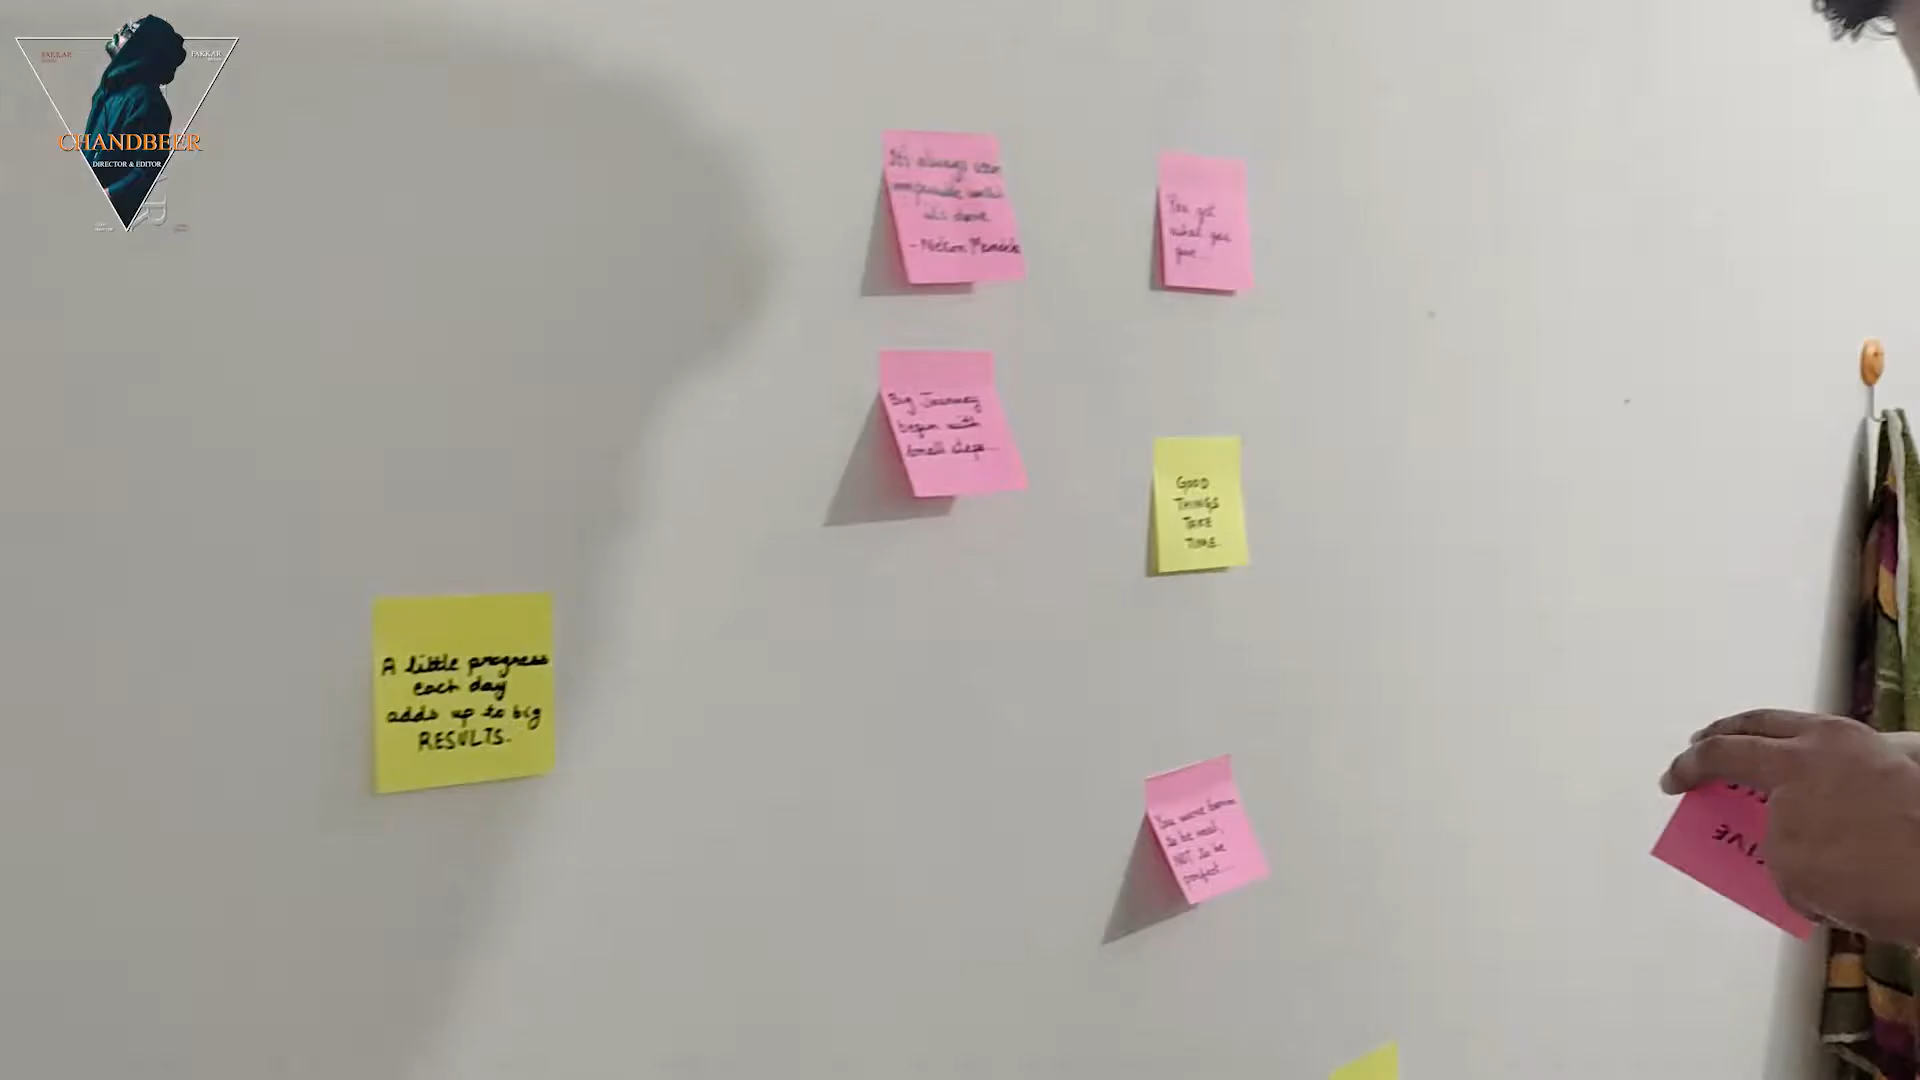 FAKKAR
FAKKAR
CHANDBEER
DIRECTOR & EDITOR
It's always
impossible until
it's done
- Nelson Mandela
You get
what you
give...
Big Journey
begin with
small steps...
GOOD
THINGS
TAKE
TIME.
A little progress
each day
adds up to big
RESULTS.
You were born
to be real,
NOT to be
perfect...